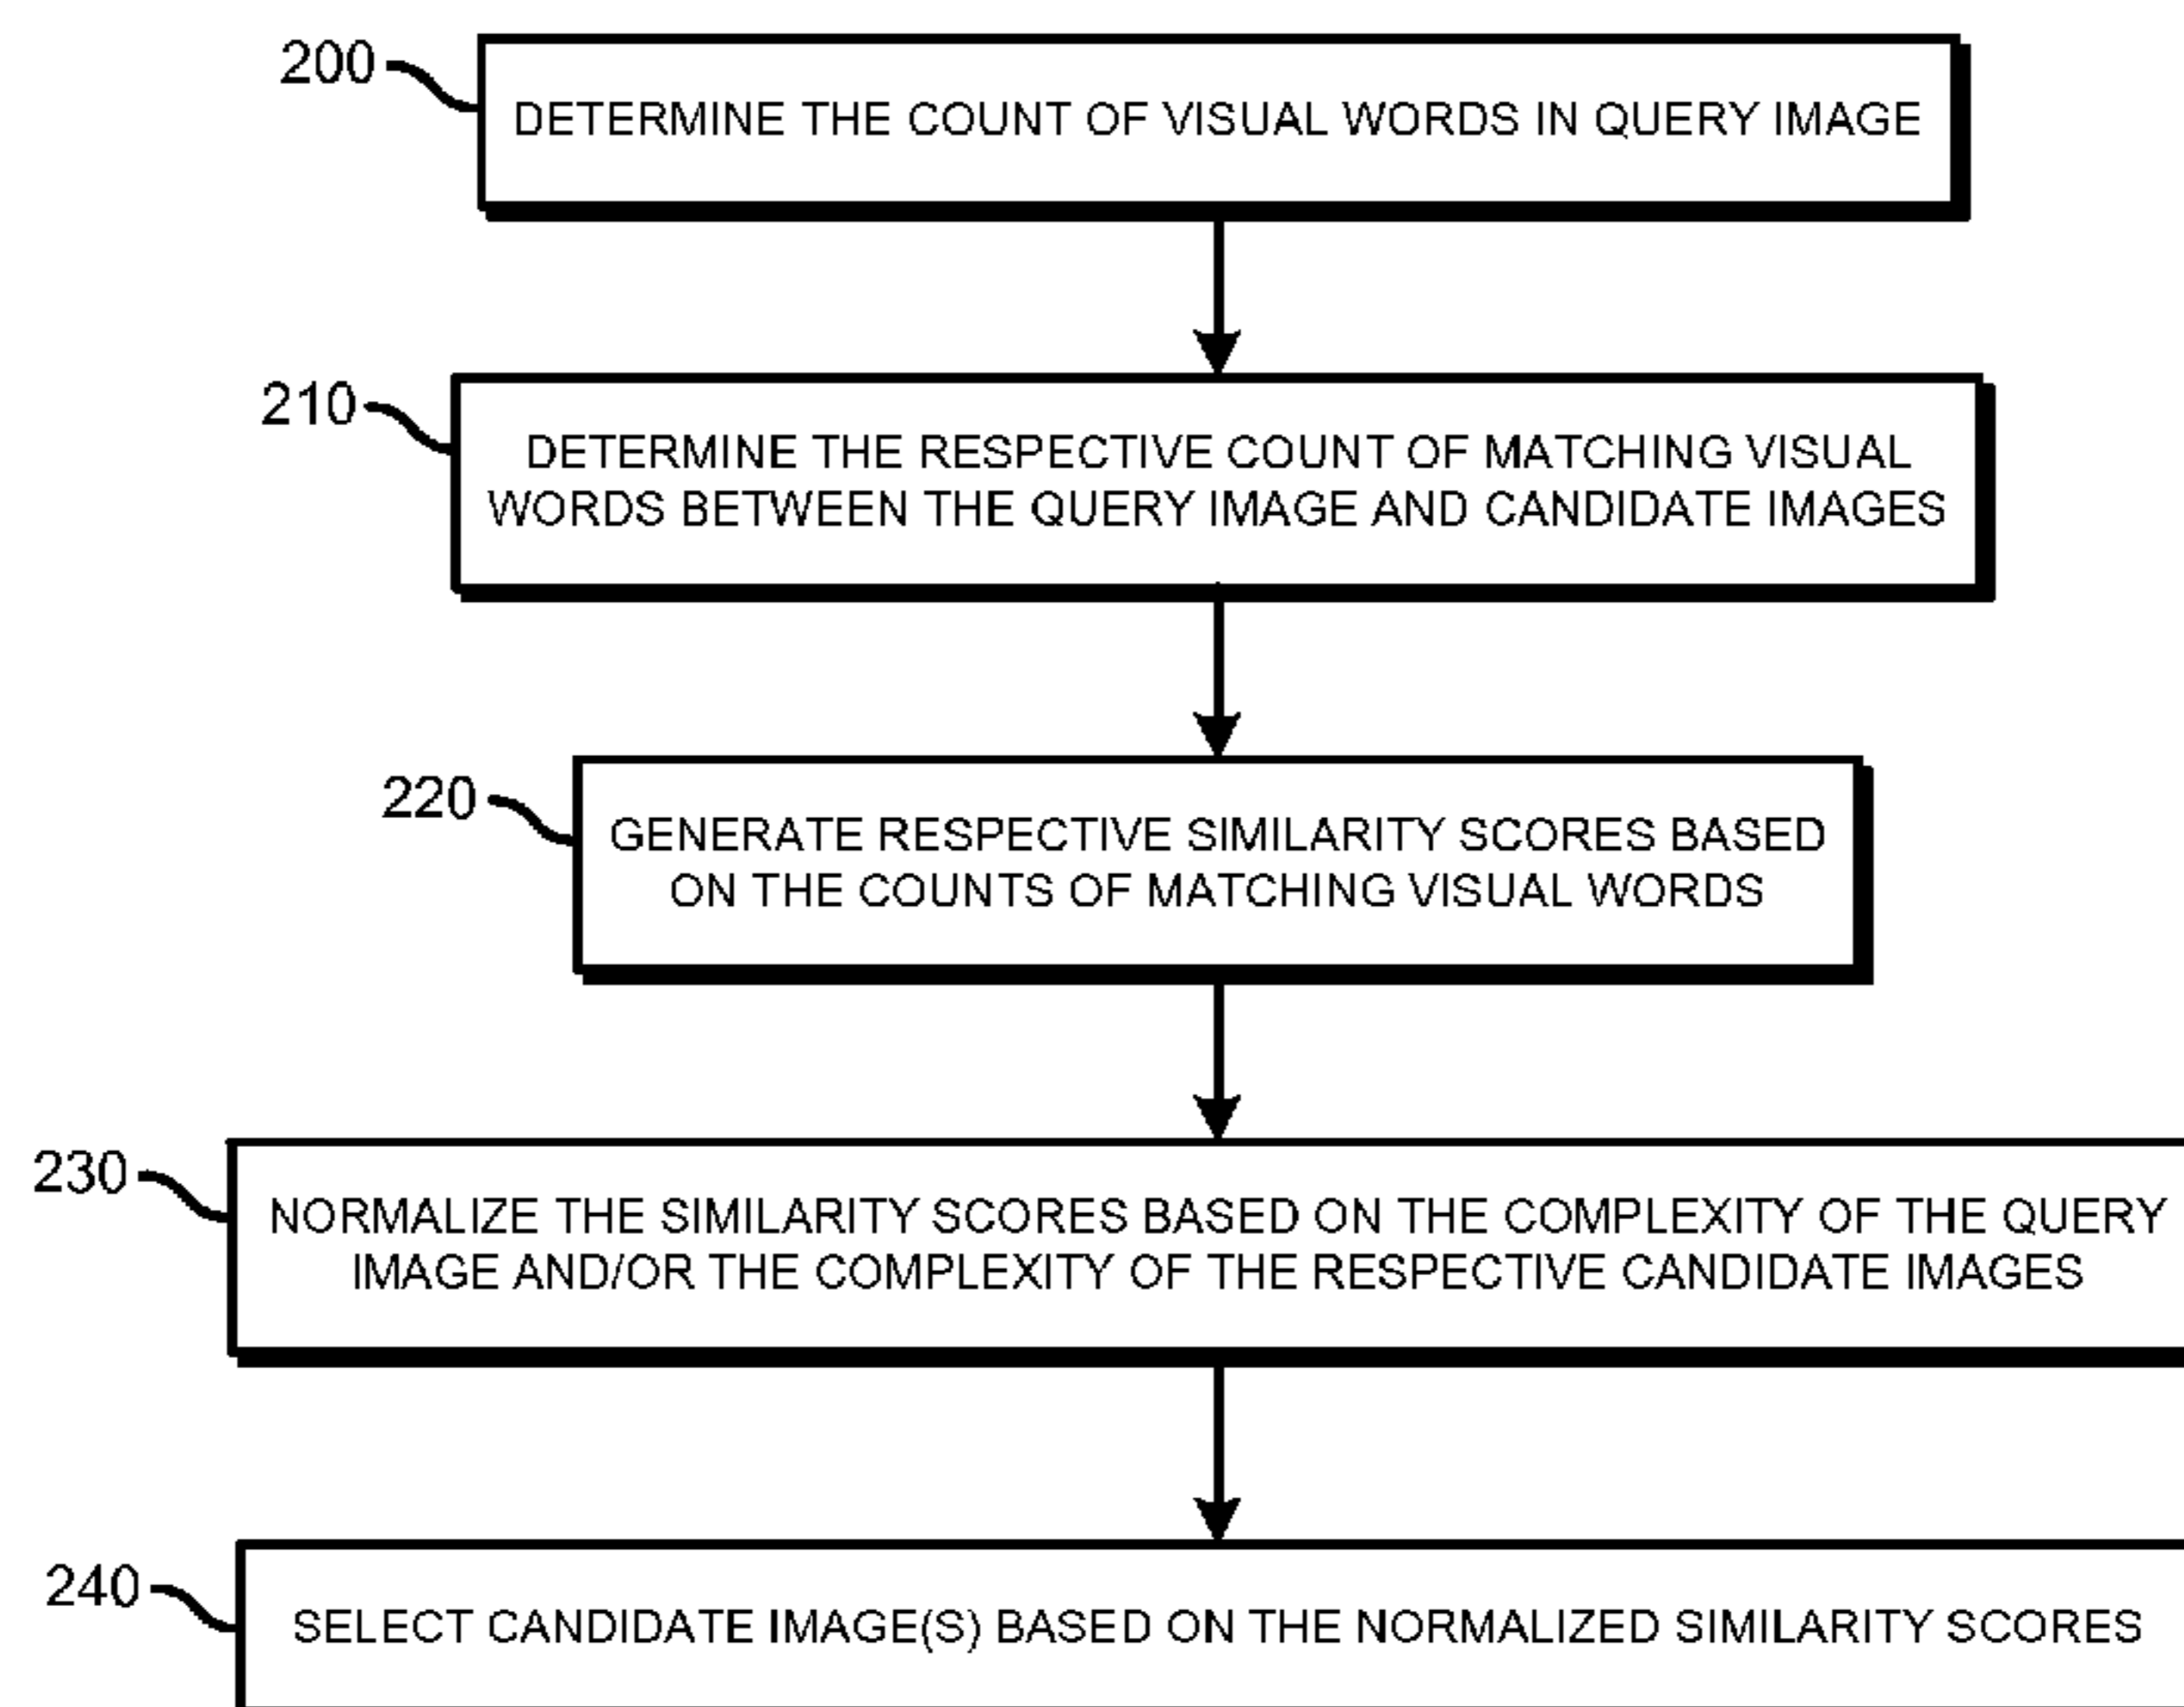 200
DETERMINE THE COUNT OF VISUAL WORDS IN QUERY IMAGE
210
DETERMINE THE RESPECTIVE COUNT OF MATCHING VISUAL
WORDS BETWEEN THE QUERY IMAGE AND CANDIDATE IMAGES
220
GENERATE RESPECTIVE SIMILARITY SCORES BASED
ON THE COUNTS OF MATCHING VISUAL WORDS
230
NORMALIZE THE SIMILARITY SCORES BASED ON THE COMPLEXITY OF THE QUERY
IMAGE AND/OR THE COMPLEXITY OF THE RESPECTIVE CANDIDATE IMAGES
240
SELECT CANDIDATE IMAGE(S) BASED ON THE NORMALIZED SIMILARITY SCORES